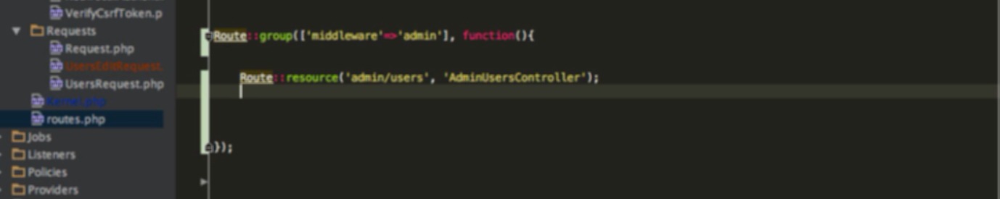 VerifyCsrfToken.p
Requests
Request.php
UsersEditRequest.
UsersRequest.php
Kernel.php
routes.php
Jobs
Listeners
Policies
Providers
Route::group(['middleware'=>'admin'], function(){
Route::resource('admin/users', 'AdminUsersController');
});